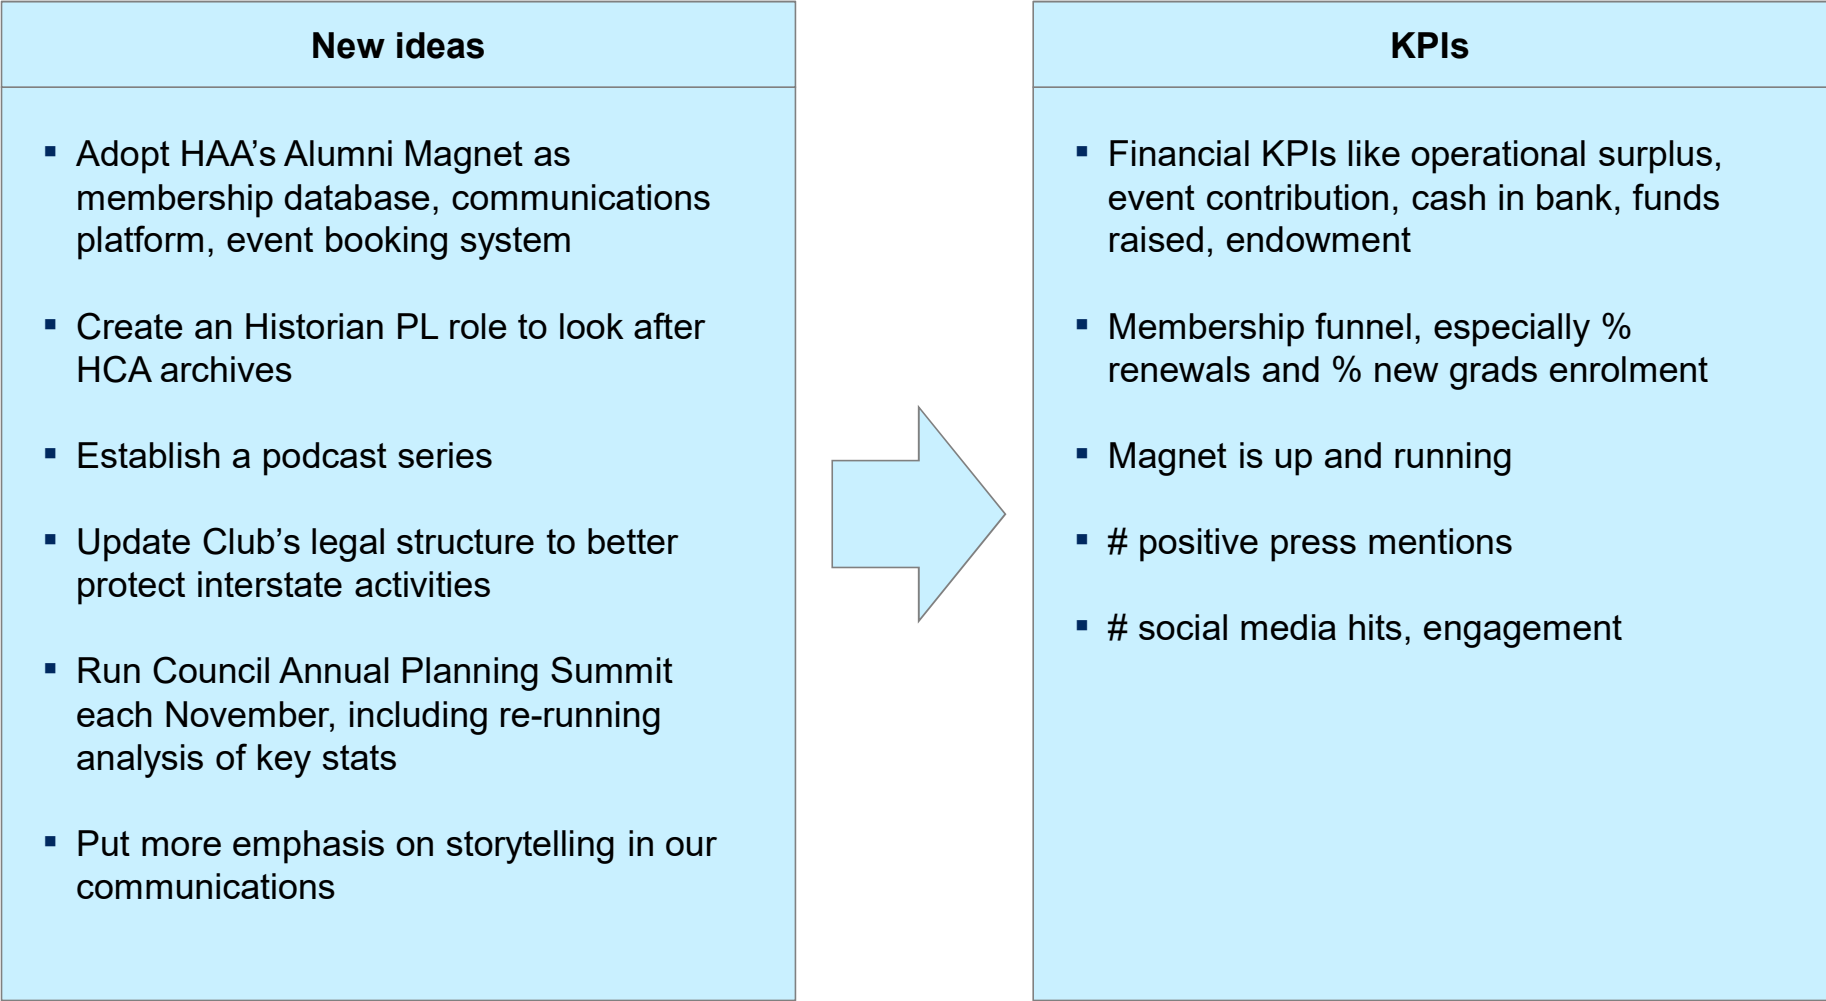 New ideas
▪ Adopt HAA’s Alumni Magnet as
membership database, communications
platform, event booking system
▪ Create an Historian PL role to look after
HCA archives
▪ Establish a podcast series
▪ Update Club’s legal structure to better
protect interstate activities
▪ Run Council Annual Planning Summit
each November, including re-running
analysis of key stats
▪ Put more emphasis on storytelling in our
communications
KPIs
▪ Financial KPIs like operational surplus,
event contribution, cash in bank, funds
raised, endowment
▪ Membership funnel, especially %
renewals and % new grads enrolment
▪ Magnet is up and running
▪ # positive press mentions
▪ # social media hits, engagement